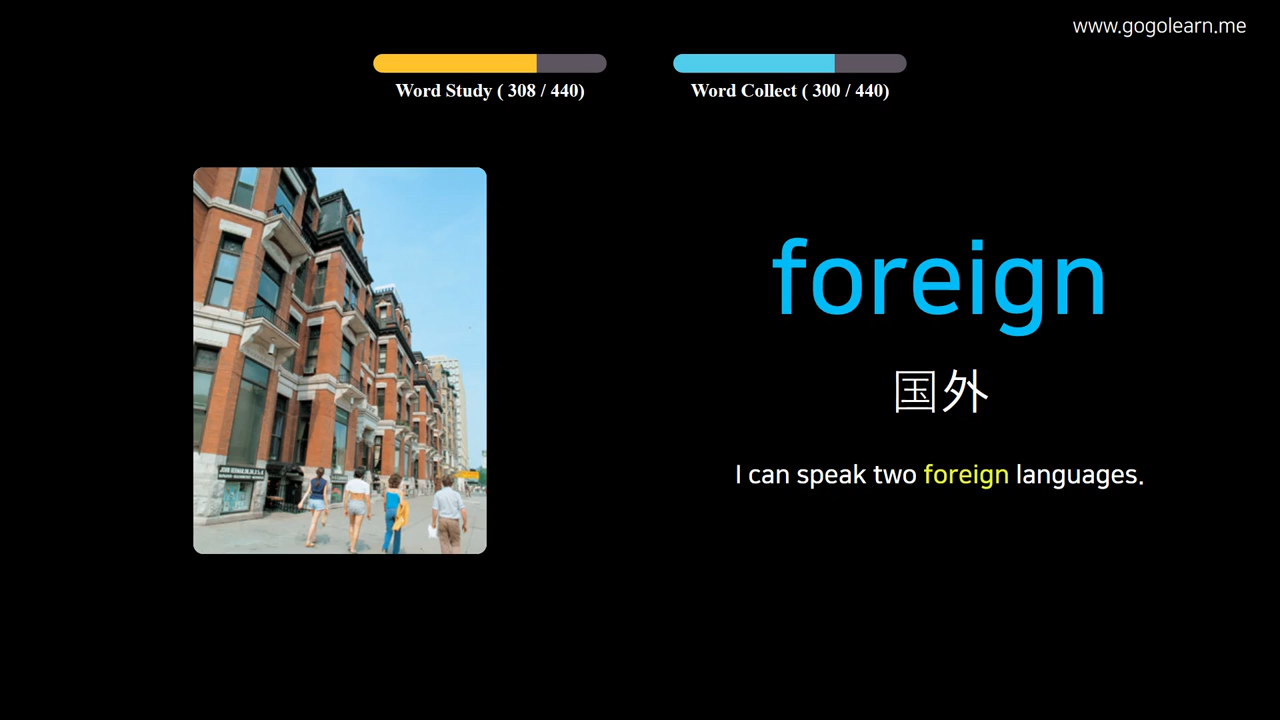 www.gogolearn.me
Word Study ( 308 / 440)
Word Collect ( 300 / 440)
foreign
国外
I can speak two foreign languages.